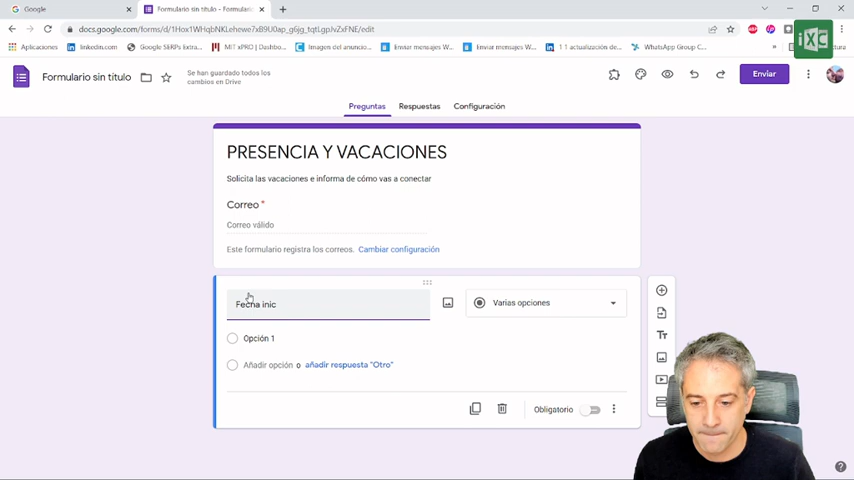 Google
Formulario sin título - Formulario
docs.google.com/forms/d/
/edit
Aplicaciones
linkedin.com
Google SERPs Extra...
MIT xPRO | Dashbo...
Imagen del anuncio...
Enviar mensajes W...
Enviar mensajes W...
1 1 actualización de...
WhatsApp Group C...
iXC
Formulario sin título
Se han guardado todos los
cambios en Drive
Enviar
Preguntas
Respuestas
Configuración
PRESENCIA Y VACACIONES
Solicita las vacaciones e informa de cómo vas a conectar
Correo *
Correo válido
Este formulario registra los correos. Cambiar configuración
Fecha inic
Varias opciones
Opción 1
Añadir opción o añadir respuesta "Otro"
Obligatorio
Tт